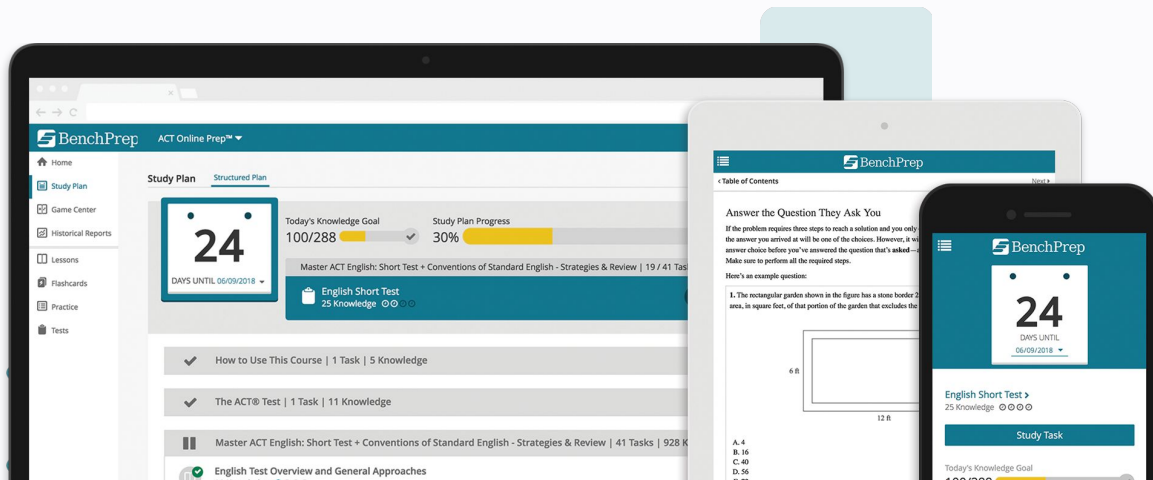 BenchPrep
ACT Online Prep™
Home
Study Plan
Game Center
Historical Reports
Lessons
Flashcards
Practice
Tests
Study Plan
Structured Plan
24
DAYS UNTIL 06/09/2018
Today's Knowledge Goal
100/288
Study Plan Progress
30%
Master ACT English: Short Test + Conventions of Standard English - Strategies & Review | 19 / 41
English Short Test
25 Knowledge
How to Use This Course | 1 Task | 5 Knowledge
The ACT® Test | 1 Task | 11 Knowledge
Master ACT English: Short Test + Conventions of Standard English - Strategies & Review | 41 Tasks | 928 K
English Test Overview and General Approaches
BenchPrep
Table of Contents
Next
Answer the Question They Ask You
If the problem requires three steps to reach a solution and you only
the answer you arrived at will be one of the choices. However, it wi
answer choice before you've answered the question that's asked—
Make sure to perform all the required steps.
Here's an example question:
1. The rectangular garden shown in the figure has a stone border 2
area, in square feet, of that portion of the garden that excludes the
6 ft
12 ft
A. 4
B. 16
C. 40
D. 56
BenchPrep
24
DAYS UNTIL
06/09/2018
English Short Test >
25 Knowledge
Study Task
Today's Knowledge Goal
100/288